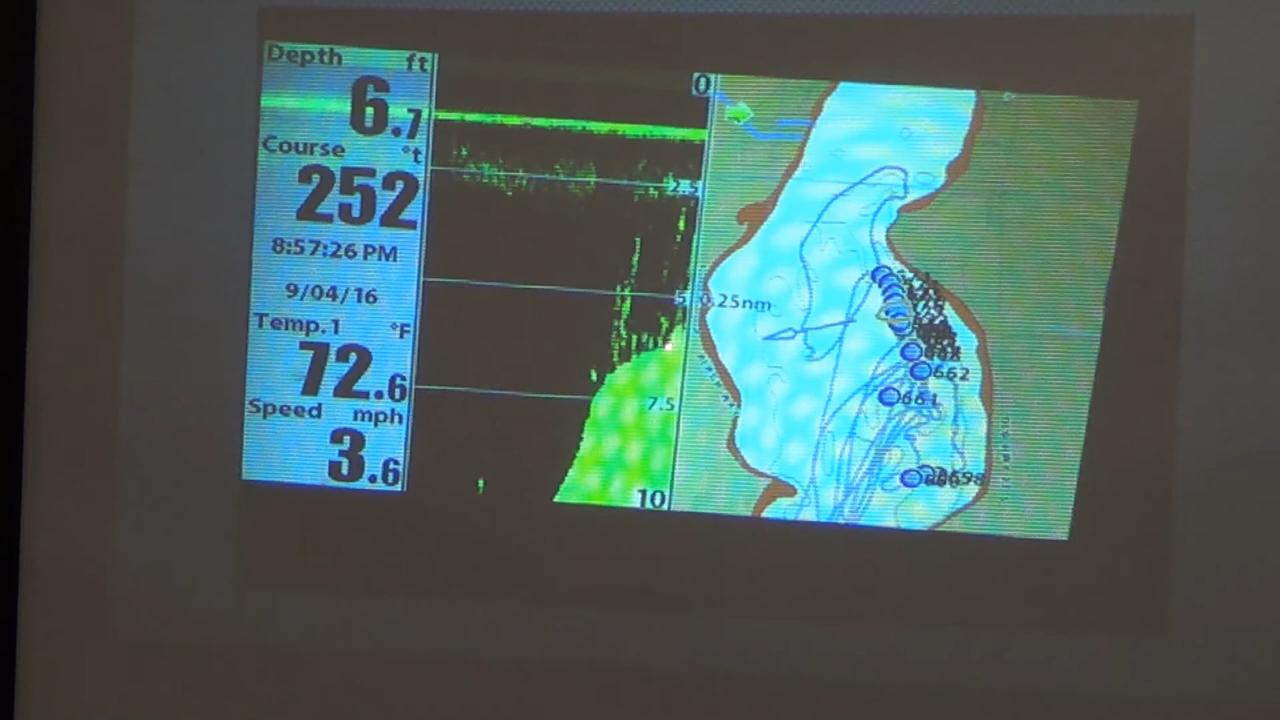 Depth ft
6.7
Course °t
252
8:57:26 PM
9/04/16
Temp.1 °F
72.6
Speed mph
3.6
0
2.5
5
7.5
10
0.25nm
662
661